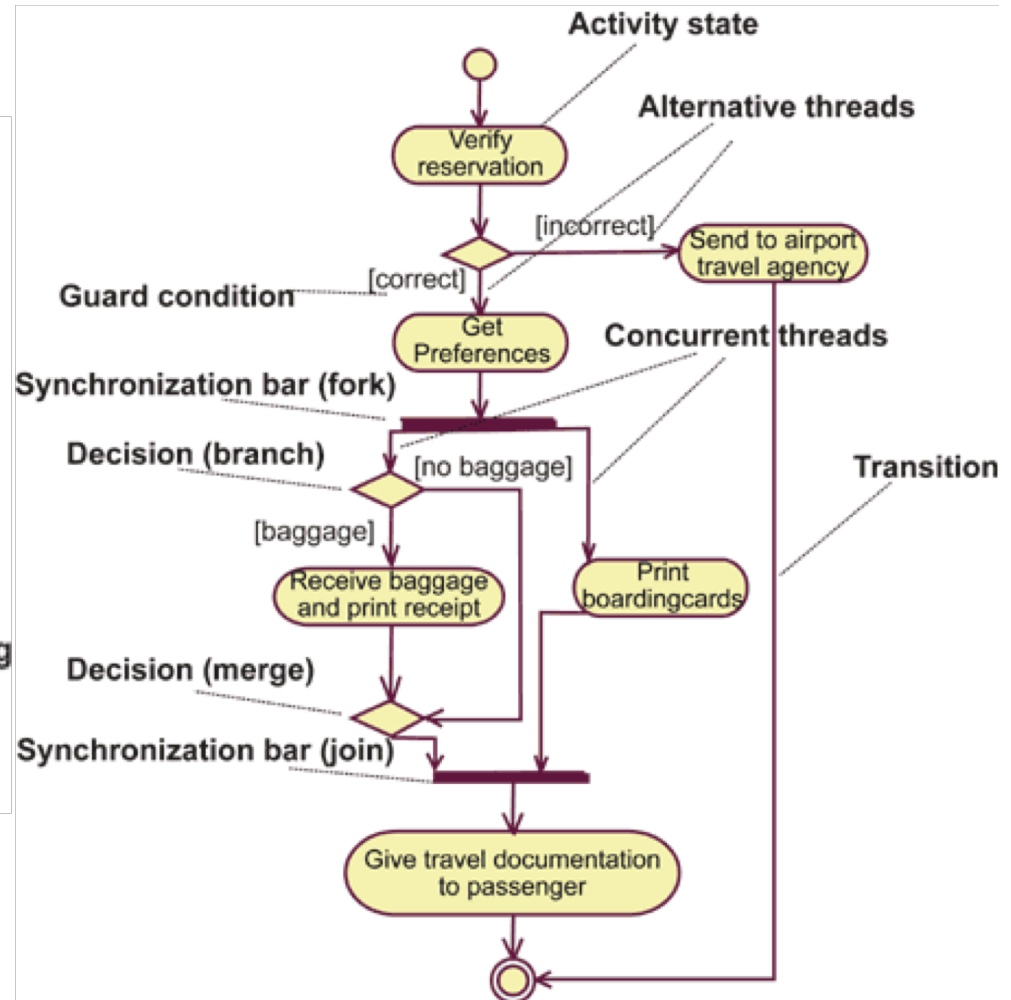 Activity state
Alternative threads
Verify
reservation
[incorrect]
Send to airport
travel agency
[correct]
Guard condition
Get
Preferences
Concurrent threads
Synchronization bar (fork)
Decision (branch)
[no baggage]
Transition
[baggage]
Receive baggage
and print receipt
Print
boardingcards
g
Decision (merge)
Synchronization bar (join)
Give travel documentation
to passenger